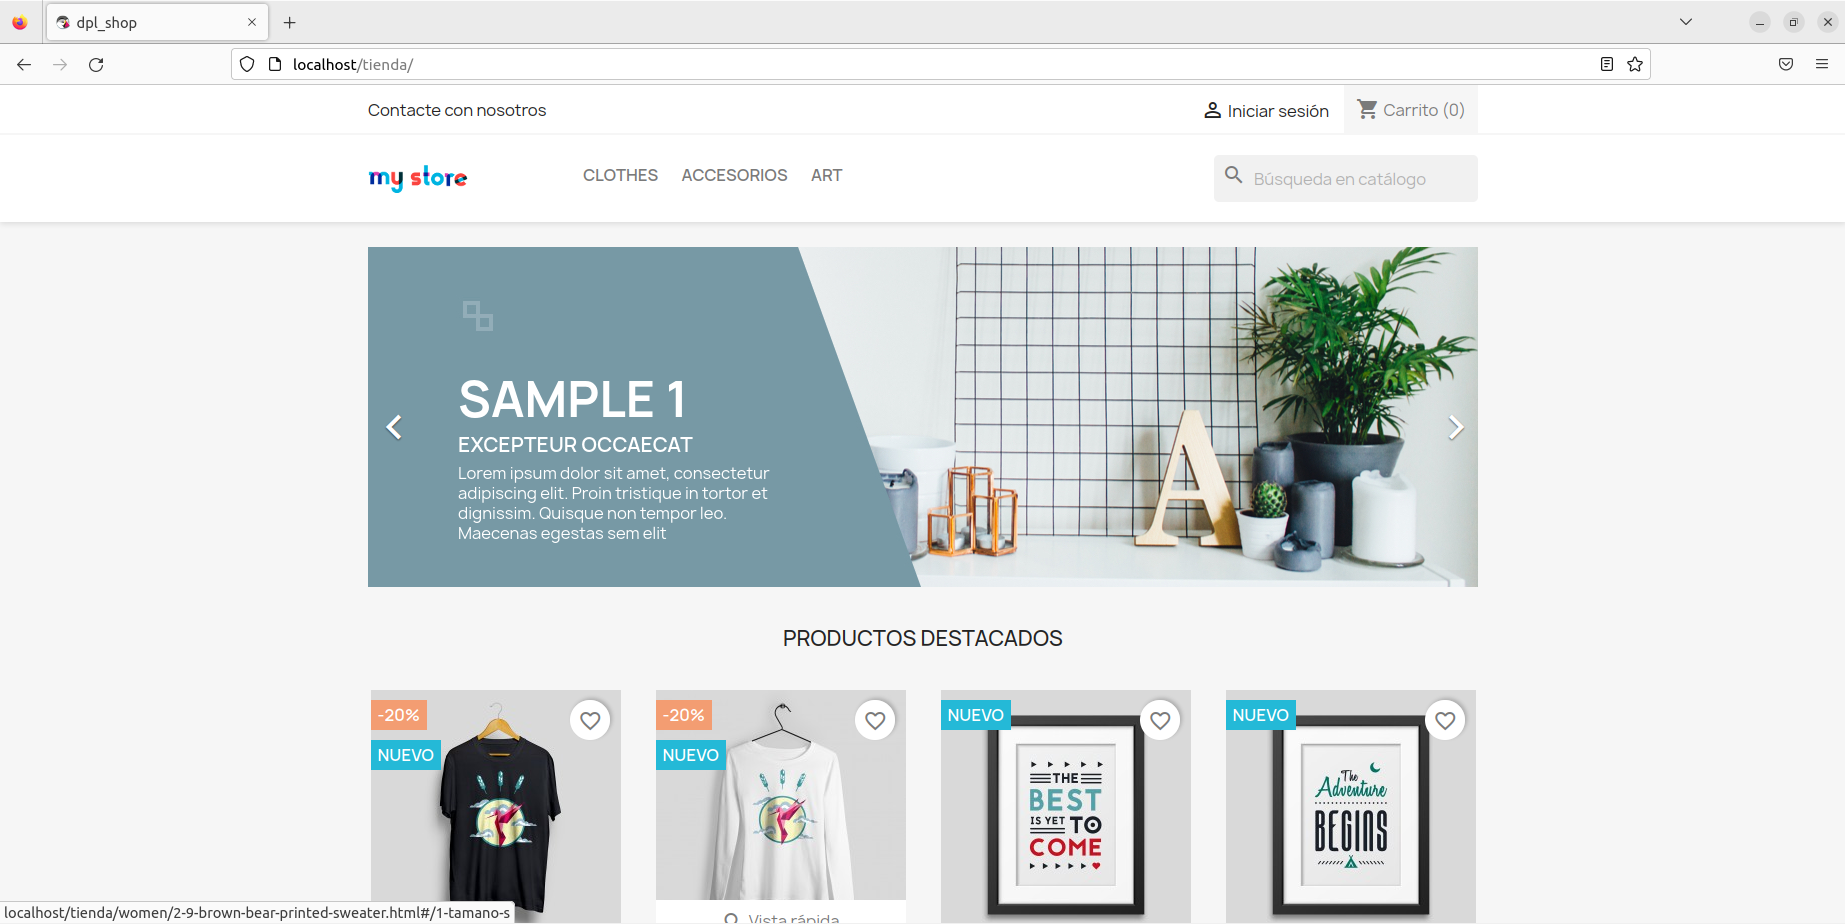 dpl_shop
localhost/tienda/
Contacte con nosotros
Iniciar sesión
Carrito (0)
my store
CLOTHES ACCESORIOS ART
Búsqueda en catálogo
SAMPLE 1
EXCEPTEUR OCCAECAT
Lorem ipsum dolor sit amet, consectetur
adipiscing elit. Proin tristique in tortor et
dignissim. Quisque non tempor leo.
Maecenas egestas sem elit
A
PRODUCTOS DESTACADOS
-20%
NUEVO
-20%
NUEVO
Vista rápida
NUEVO
THE
BEST
IS YET TO
COME
NUEVO
The
Adventure
BEGINS
localhost/tienda/women/2-9-brown-bear-printed-sweater.html#/1-tamano-s